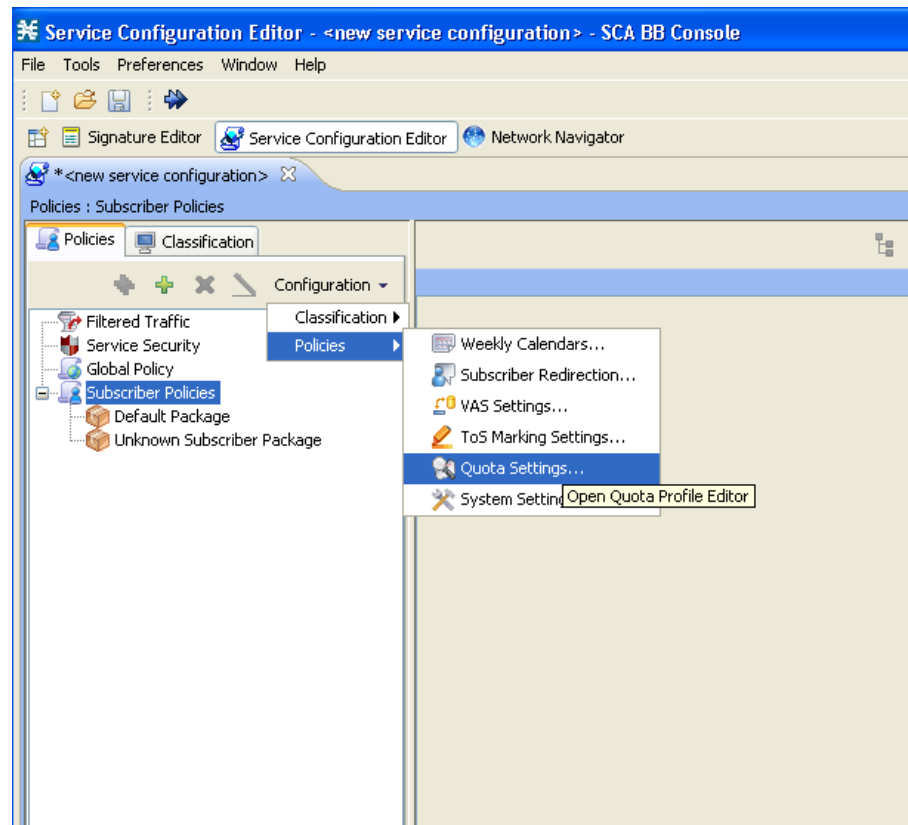 Service Configuration Editor - <new service configuration> - SCA BB Console
File Tools Preferences Window Help
Signature Editor Service Configuration Editor Network Navigator
*<new service configuration>
Policies : Subscriber Policies
Policies Classification
Configuration
Classification
Policies
Filtered Traffic
Service Security
Global Policy
Subscriber Policies
Default Package
Unknown Subscriber Package
Weekly Calendars...
Subscriber Redirection...
VAS Settings...
ToS Marking Settings...
Quota Settings...
System Setting
Open Quota Profile Editor